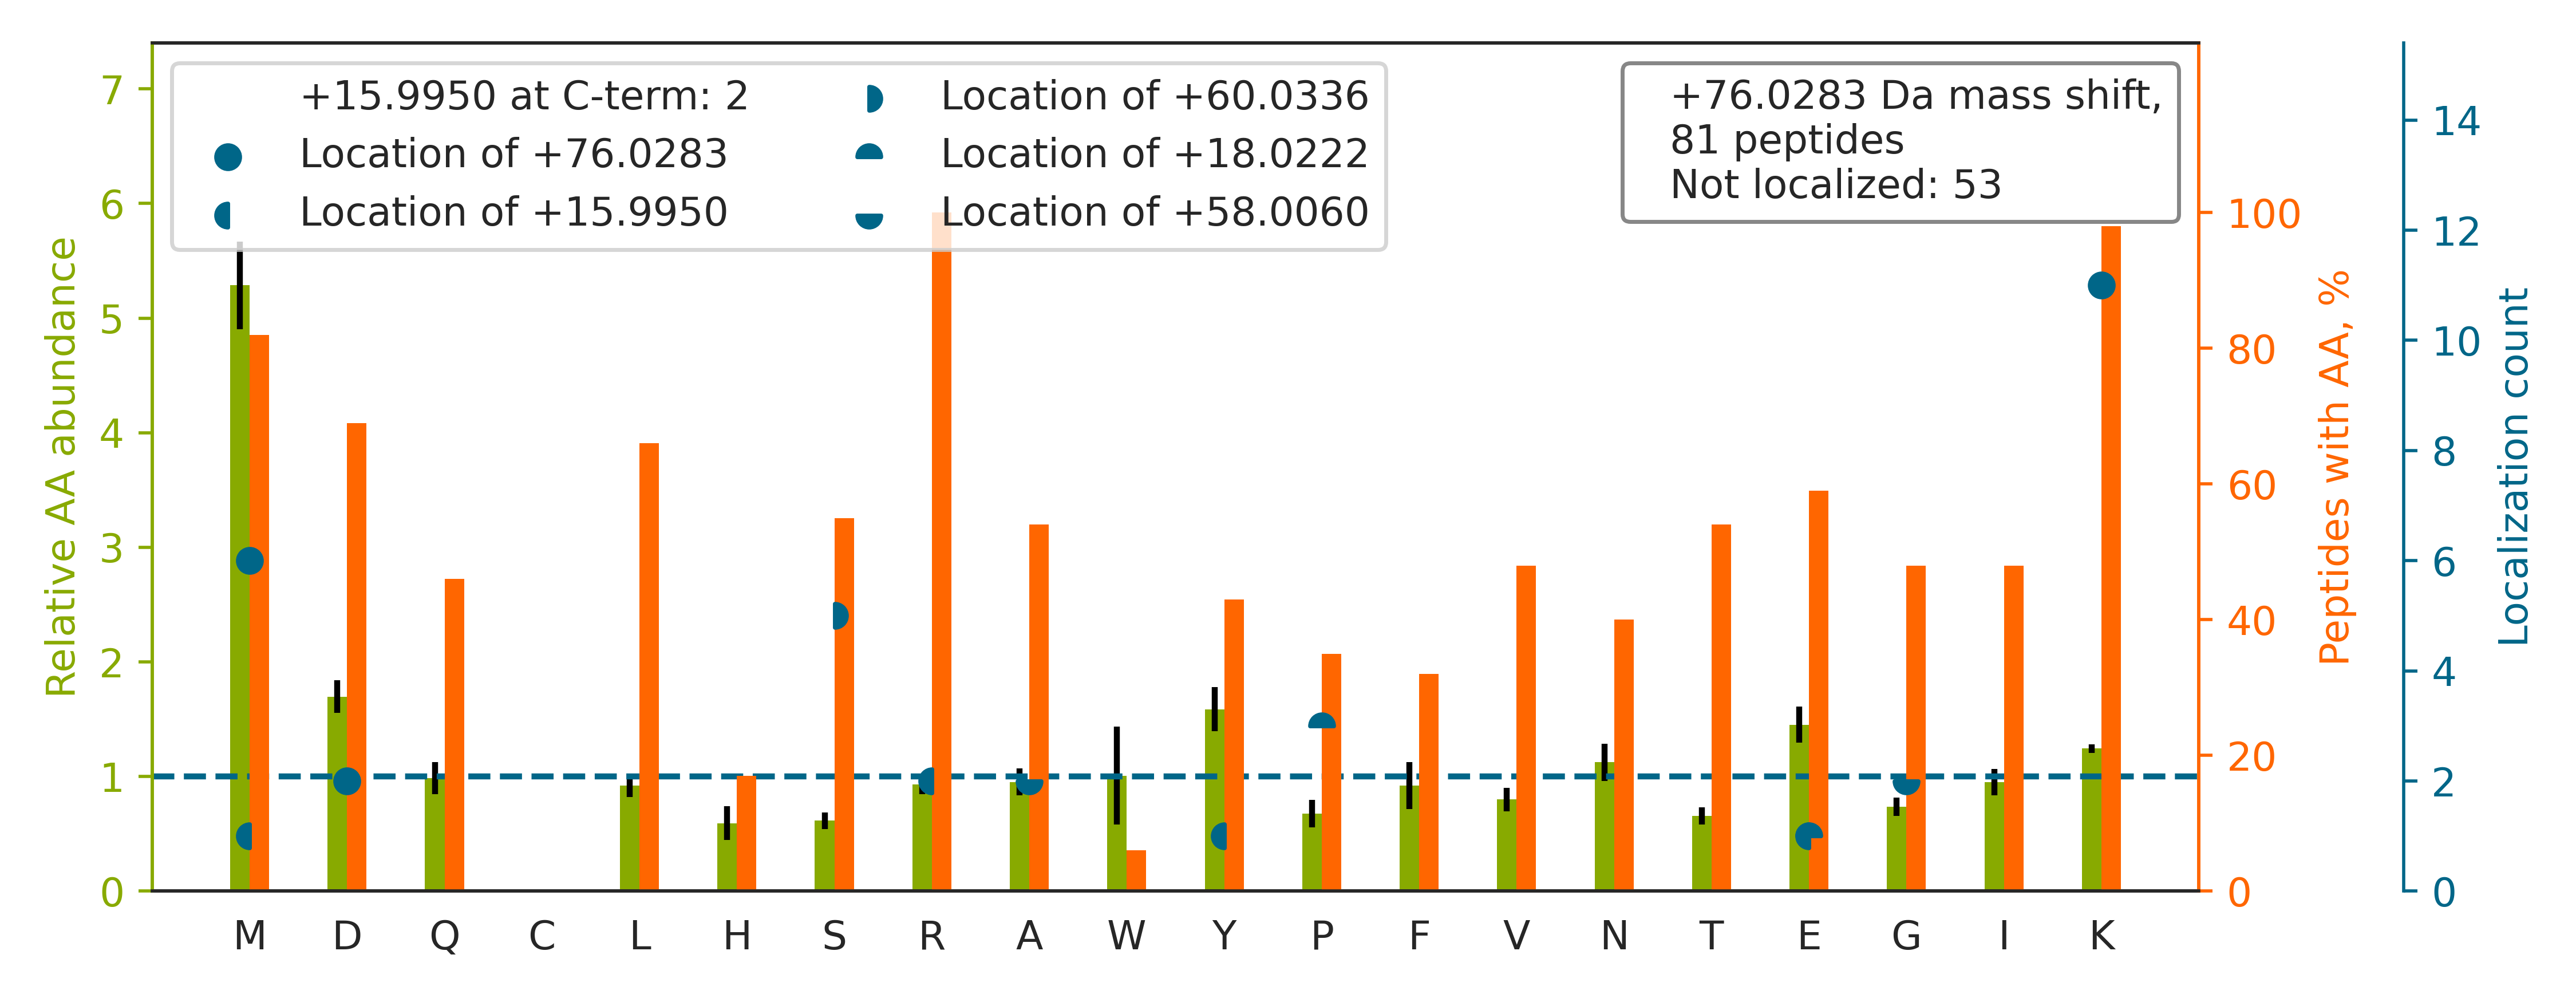 +15.9950 at C-term: 2
Location of +76.0283
Location of +15.9950
Location of +60.0336
Location of +18.0222
Location of +58.0060
+76.0283 Da mass shift,
81 peptides
Not localized: 53
Relative AA abundance
7
6
5
4
3
2
1
0
M D Q C L H S R A W Y P F V N T E G I K
100
80
60
40
20
0
Peptides with AA, %
14
12
10
8
6
4
2
0
Localization count